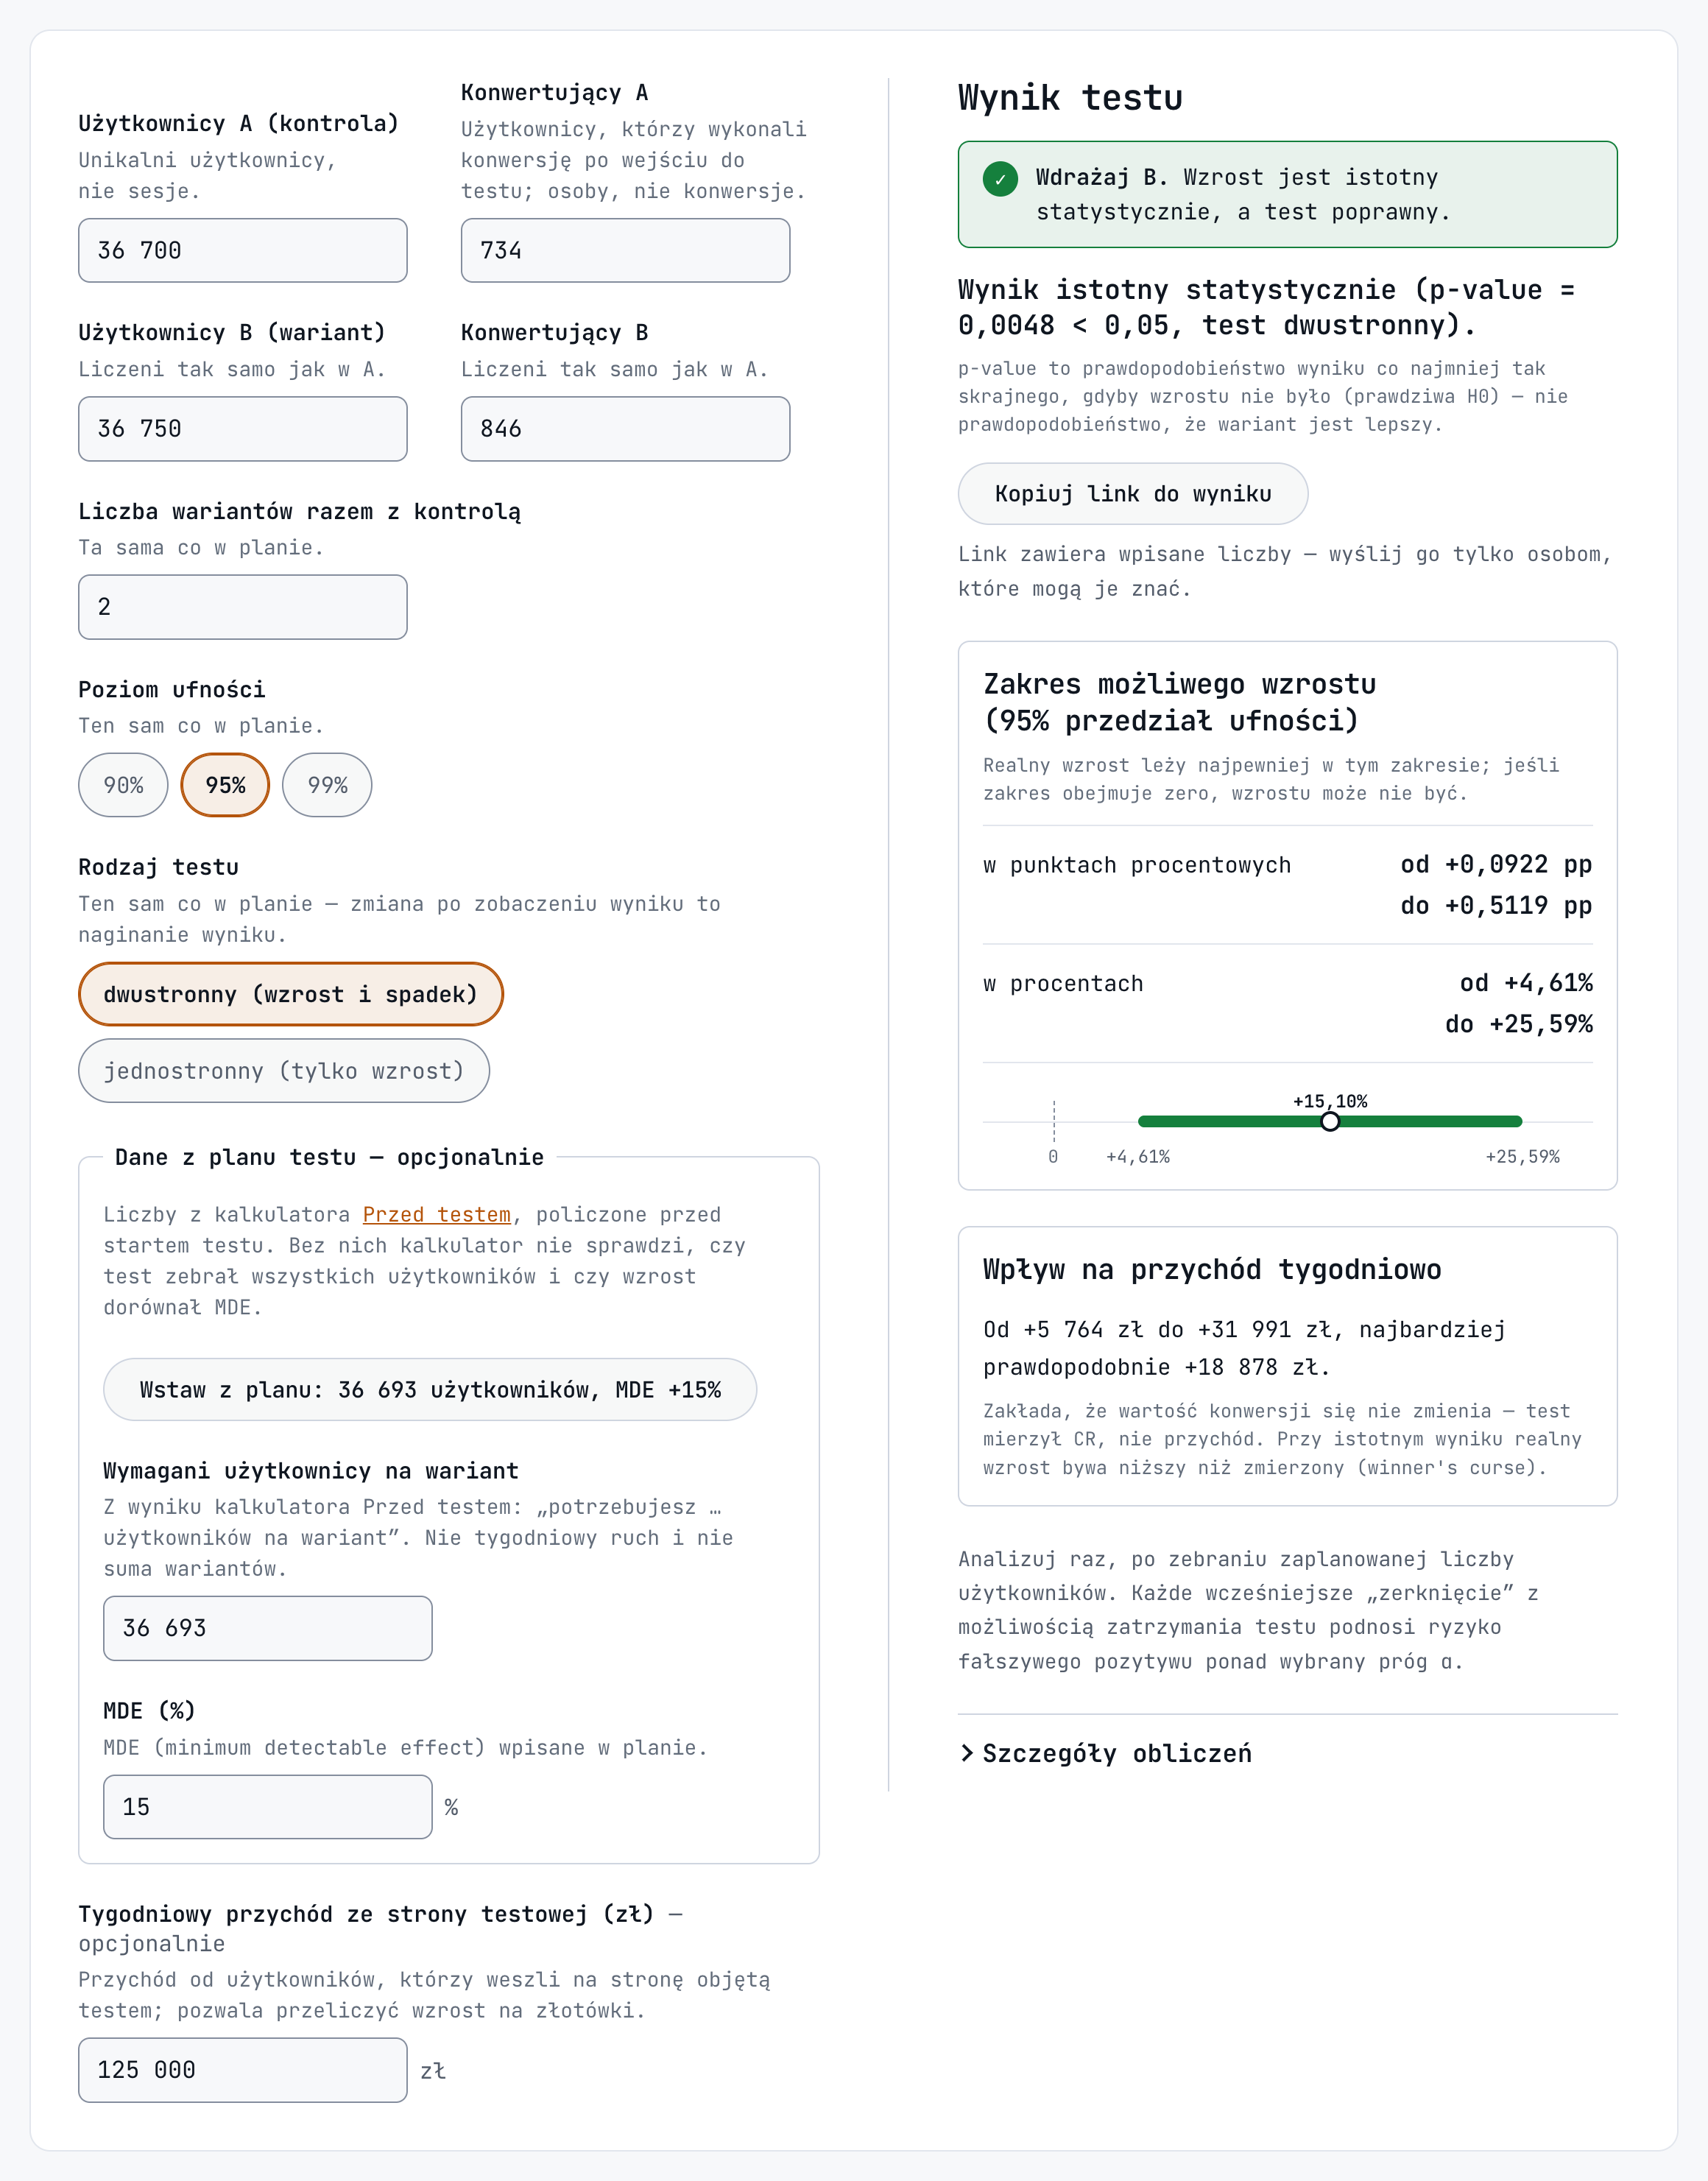 Użytkownicy A (kontrola)
Unikalni użytkownicy,
nie sesje.
36 700
Konwertujący A
Użytkownicy, którzy wykonali
konwersję po wejściu do
testu; osoby, nie konwersje.
734
Użytkownicy B (wariant)
Liczeni tak samo jak w A.
36 750
Konwertujący B
Liczeni tak samo jak w A.
846
Liczba wariantów razem z kontrolą
Ta sama co w planie.
2
Poziom ufności
Ten sam co w planie.
90% 95% 99%
Rodzaj testu
Ten sam co w planie — zmiana po zobaczeniu wyniku to
naginanie wyniku.
dwustronny (wzrost i spadek)
jednostronny (tylko wzrost)
Dane z planu testu — opcjonalnie
Liczby z kalkulatora Przed testem, policzone przed
startem testu. Bez nich kalkulator nie sprawdzi, czy
test zebrał wszystkich użytkowników i czy wzrost
dorównał MDE.
Wstaw z planu: 36 693 użytkowników, MDE +15%
Wymagani użytkownicy na wariant
Z wyniku kalkulatora Przed testem: „potrzebujesz …
użytkowników na wariant”. Nie tygodniowy ruch i nie
suma wariantów.
36 693
MDE (%)
MDE (minimum detectable effect) wpisane w planie.
15 %
Tygodniowy przychód ze strony testowej (zł) —
opcjonalnie
Przychód od użytkowników, którzy weszli na stronę objętą
testem; pozwala przeliczyć wzrost na złotówki.
125 000 zł
Wynik testu
✓ Wdrażaj B. Wzrost jest istotny
statystycznie, a test poprawny.
Wynik istotny statystycznie (p-value =
0,0048 < 0,05, test dwustronny).
p-value to prawdopodobieństwo wyniku co najmniej tak
skrajnego, gdyby wzrostu nie było (prawdziwa H0) — nie
prawdopodobieństwo, że wariant jest lepszy.
Kopiuj link do wyniku
Link zawiera wpisane liczby — wyślij go tylko osobom,
które mogą je znać.
Zakres możliwego wzrostu
(95% przedział ufności)
Realny wzrost leży najpewniej w tym zakresie; jeśli
zakres obejmuje zero, wzrostu może nie być.
w punktach procentowych od +0,0922 pp
do +0,5119 pp
w procentach od +4,61%
do +25,59%
+15,10%
0 +4,61% +25,59%
Wpływ na przychód tygodniowo
Od +5 764 zł do +31 991 zł, najbardziej
prawdopodobnie +18 878 zł.
Zakłada, że wartość konwersji się nie zmienia — test
mierzył CR, nie przychód. Przy istotnym wyniku realny
wzrost bywa niższy niż zmierzony (winner's curse).
Analizuj raz, po zebraniu zaplanowanej liczby
użytkowników. Każde wcześniejsze „zerknięcie” z
możliwością zatrzymania testu podnosi ryzyko
fałszywego pozytywu ponad wybrany próg α.
Szczegóły obliczeń